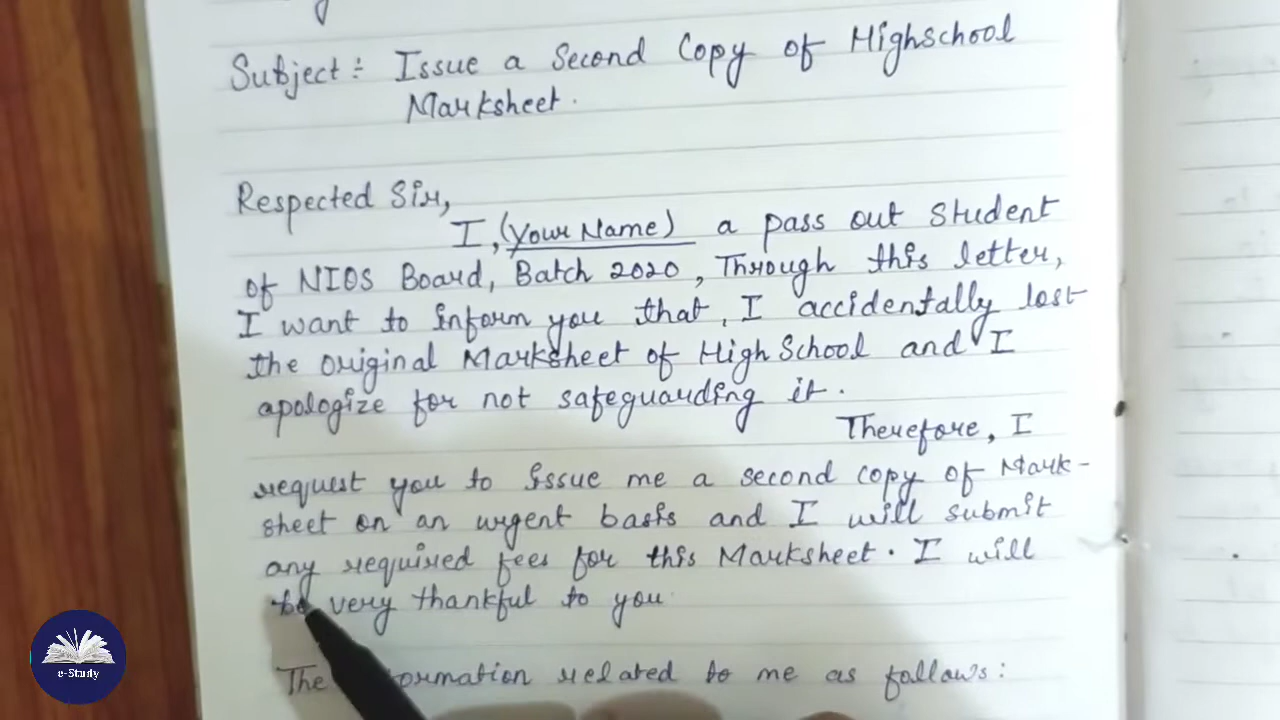 Subject :- Issue a Second Copy of Highschool
Marksheet.
Respected Sir,
I, (Your Name) a pass out student
of NIOS Board, Batch 2020, Through this letter,
I want to inform you that, I accidentally lost
the original Marksheet of High School and I
apologize for not safeguarding it.
Therefore, I
request you to issue me a second copy of Mark-
sheet on an urgent basis and I will submit
any required fees for this Marksheet. I will
be very thankful to you
The formation related to me as follows:
e-Stardy